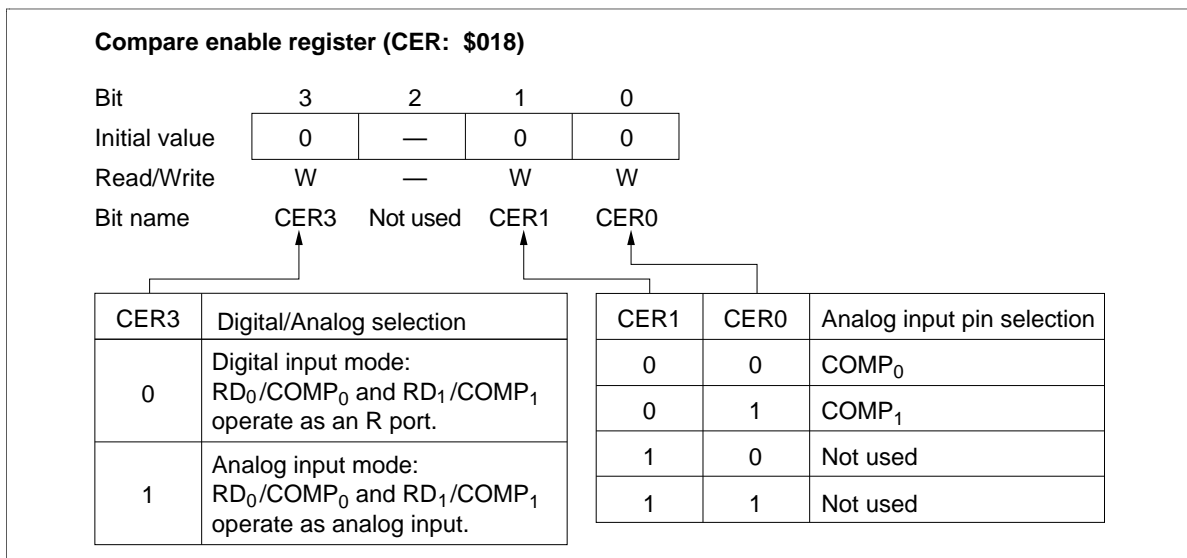 Compare enable register (CER: $018)
Bit 3 2 1 0
Initial value 0 — 0 0
Read/Write W — W W
Bit name CER3 Not used CER1 CER0
CER3 Digital/Analog selection
0 Digital input mode:
RD₀/COMP₀ and RD₁/COMP₁
operate as an R port.
1 Analog input mode:
RD₀/COMP₀ and RD₁/COMP₁
operate as analog input.
CER1 CER0 Analog input pin selection
0 0 COMP₀
0 1 COMP₁
1 0 Not used
1 1 Not used